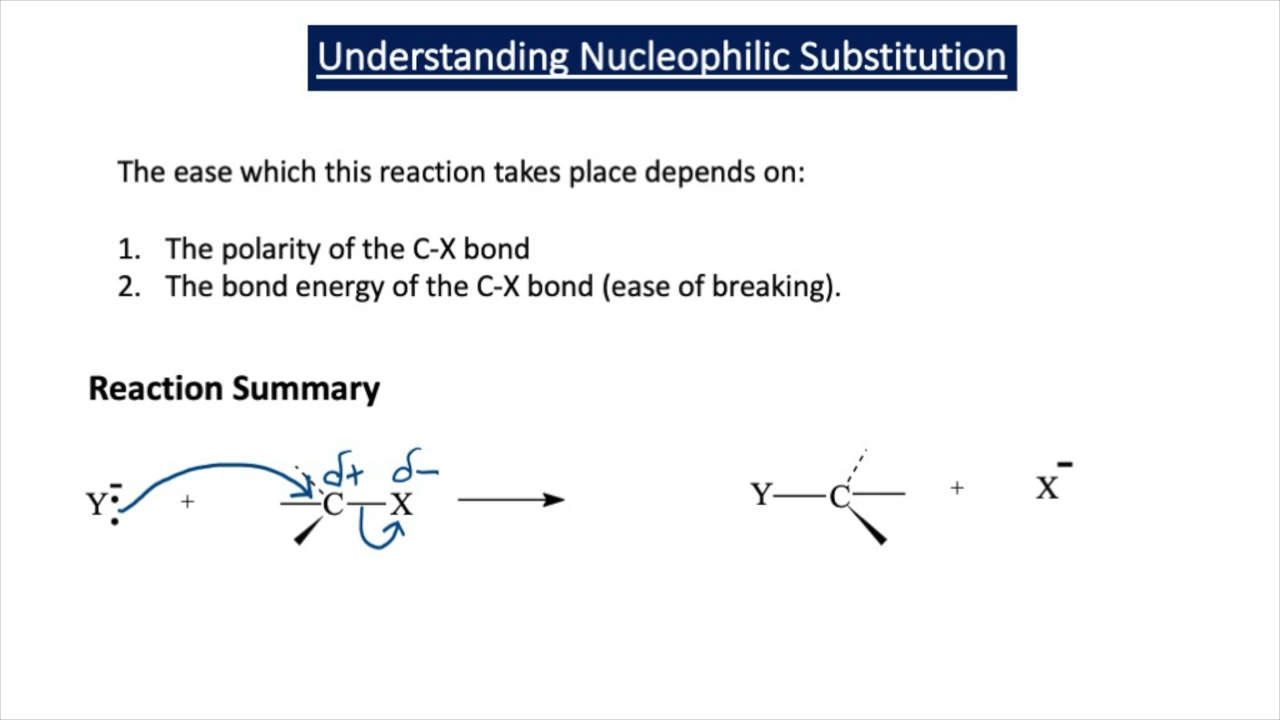 Understanding Nucleophilic Substitution
The ease which this reaction takes place depends on:
1. The polarity of the C-X bond
2. The bond energy of the C-X bond (ease of breaking).
Reaction Summary
δ+ δ-
Y:⁻ + C—X → Y—C + X⁻